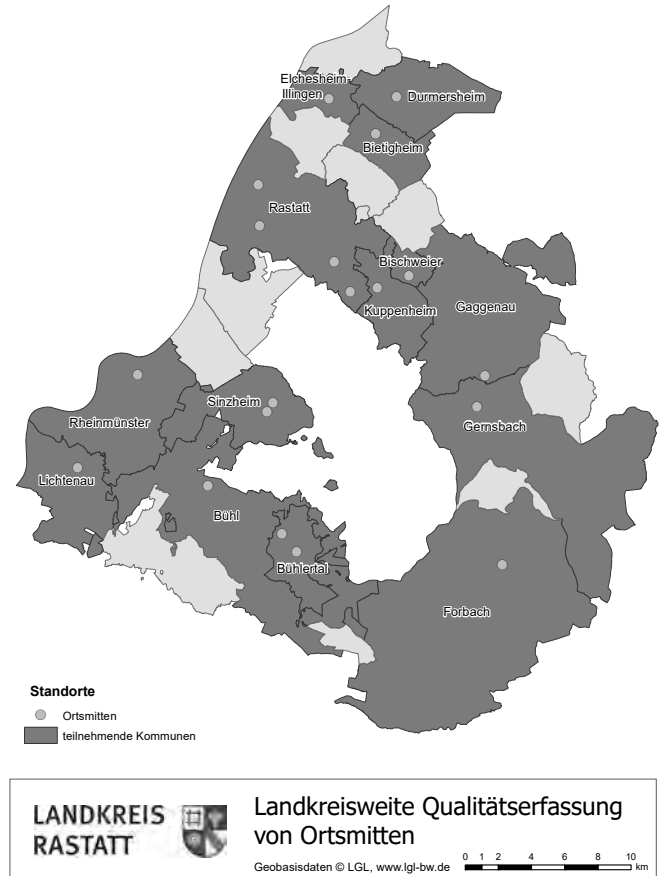 Elchesheim-
Illingen
Durmersheim
Bietigheim
Rastatt
Bischweier
Kuppenheim
Gaggenau
Sinzheim
Rheinmünster
Gernsbach
Lichtenau
Bühl
Bühlertal
Forbach
Standorte
Ortsmitten
teilnehmende Kommunen
LANDKREIS
RASTATT
Landkreisweite Qualitätserfassung
von Ortsmitten
Geobasisdaten © LGL, www.lgl-bw.de
0 1 2 4 6 8 10
km